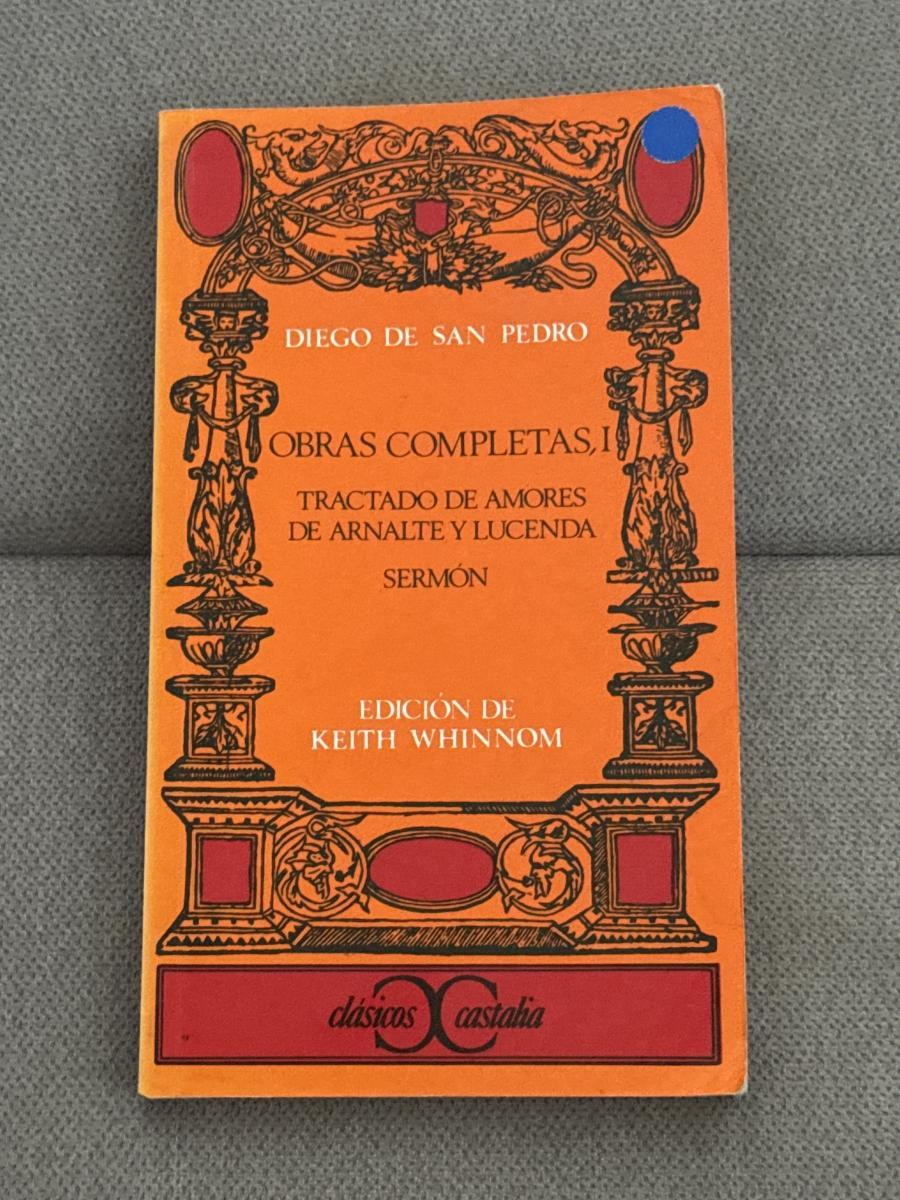 DIEGO DE SAN PEDRO
OBRAS COMPLETAS, I
TRACTADO DE AMORES
DE ARNALTE Y LUCENDA
SERMÓN
EDICIÓN DE
KEITH WHINNOM
clásicos CC castalia